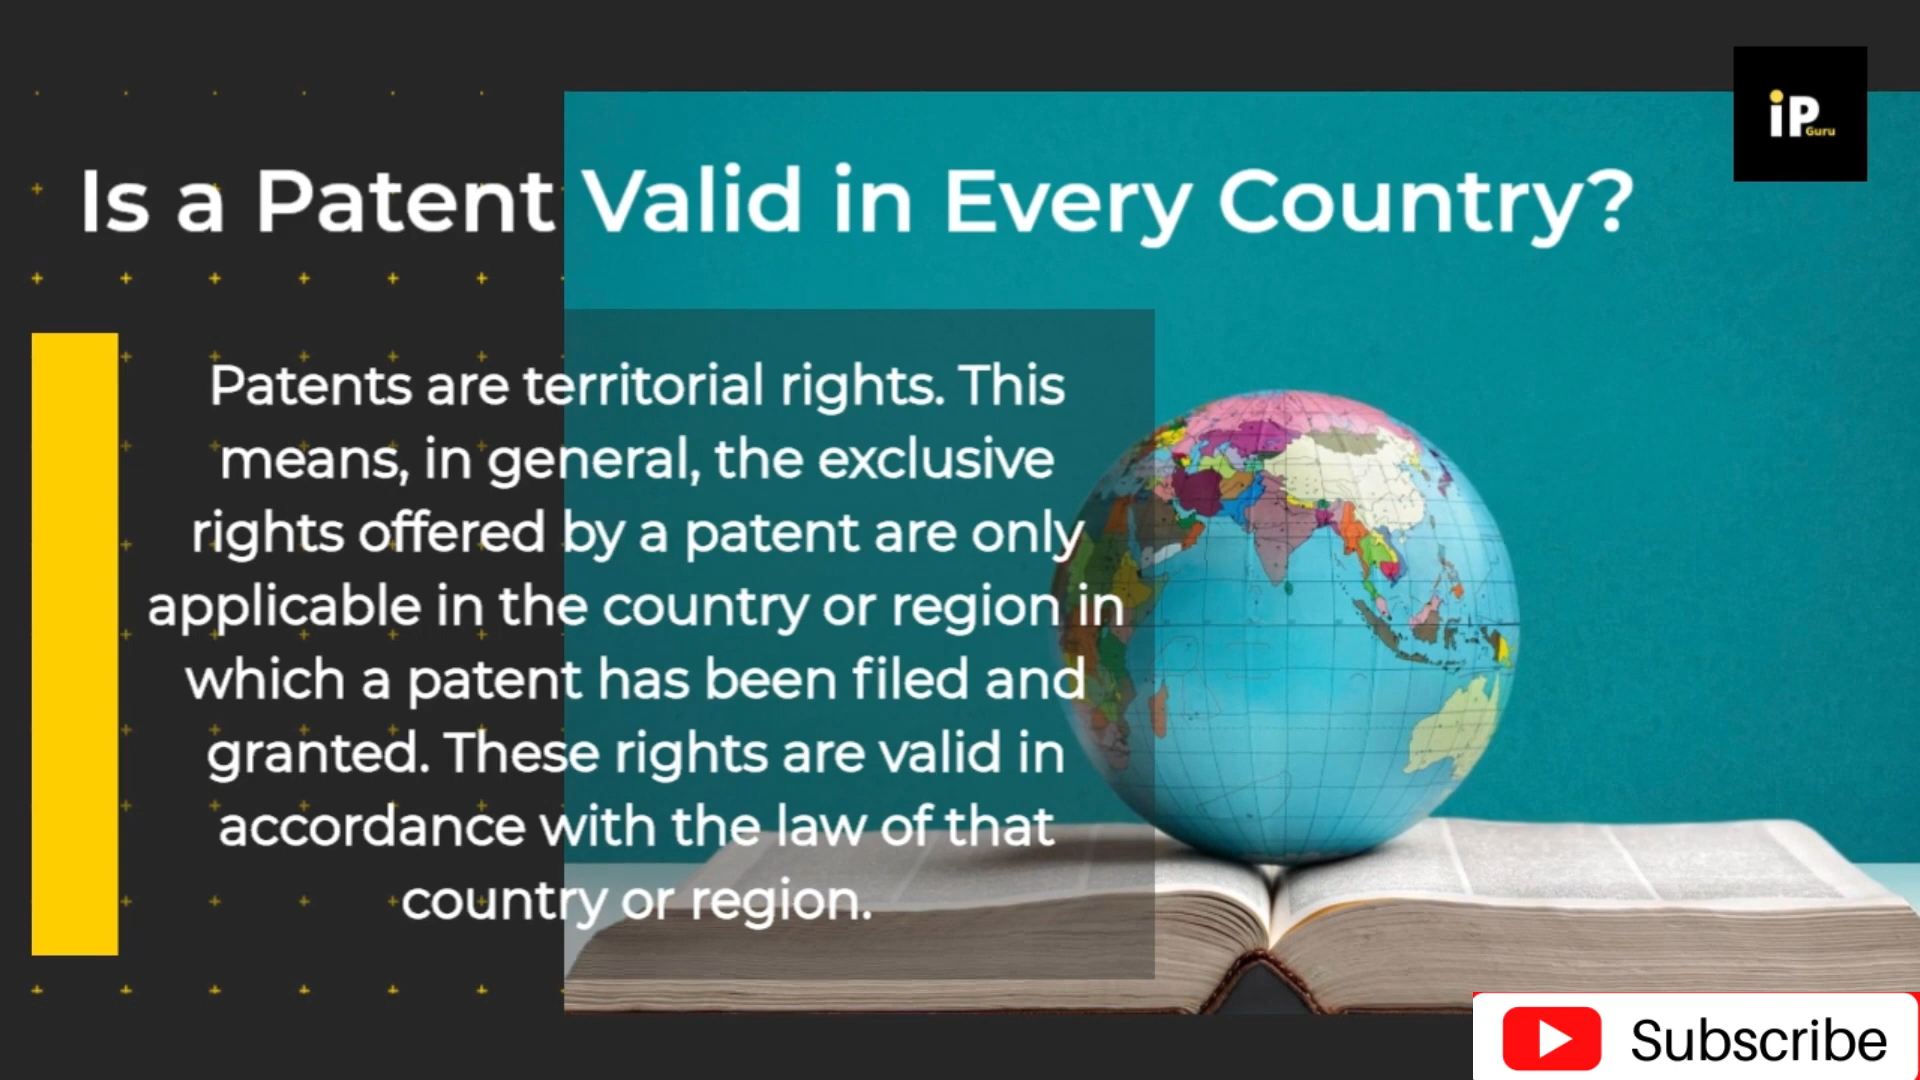 iP
Guru
Is a Patent Valid in Every Country?
Patents are territorial rights. This
means, in general, the exclusive
rights offered by a patent are only
applicable in the country or region in
which a patent has been filed and
granted. These rights are valid in
accordance with the law of that
country or region.
Subscribe